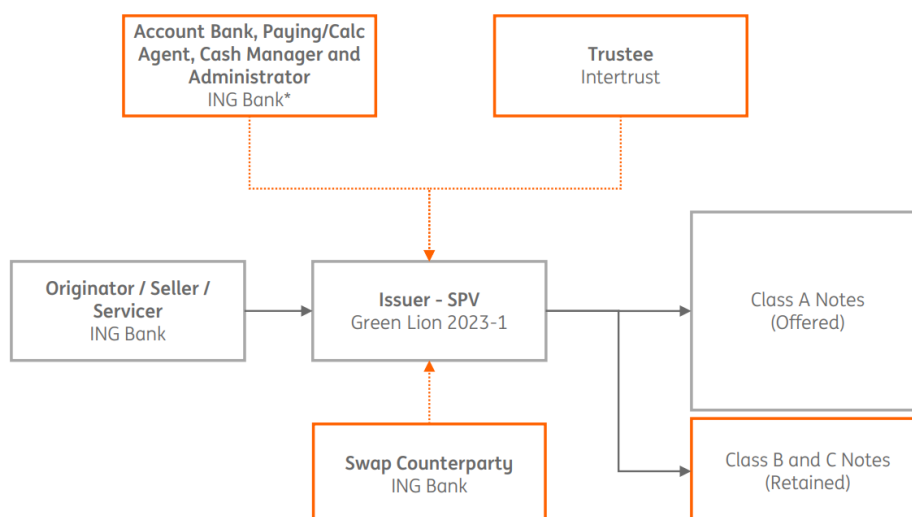 Account Bank, Paying/Calc
Agent, Cash Manager and
Administrator
ING Bank*
Trustee
Intertrust
Originator / Seller /
Servicer
ING Bank
Issuer - SPV
Green Lion 2023-1
Class A Notes
(Offered)
Swap Counterparty
ING Bank
Class B and C Notes
(Retained)